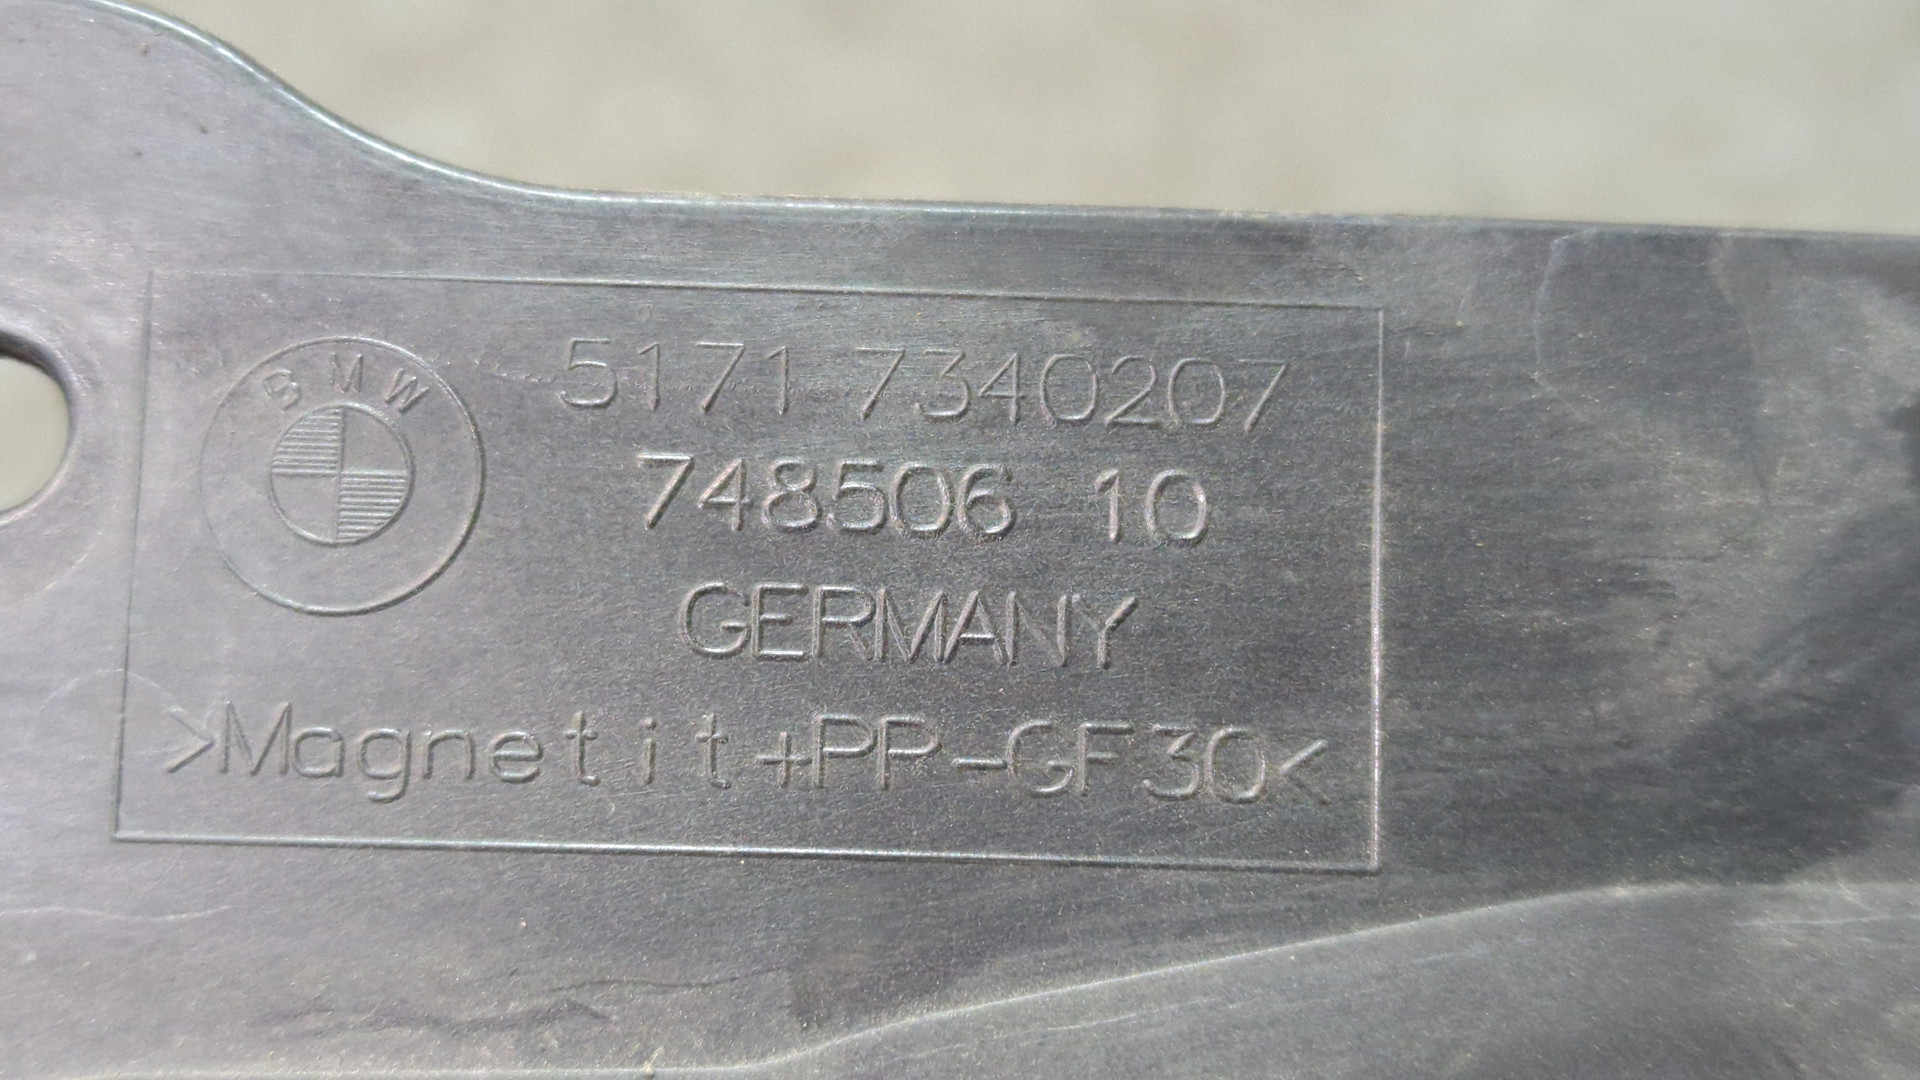 BMW
5171 7340207
748506 10
GERMANY
>Magnetit+PP-GF30<